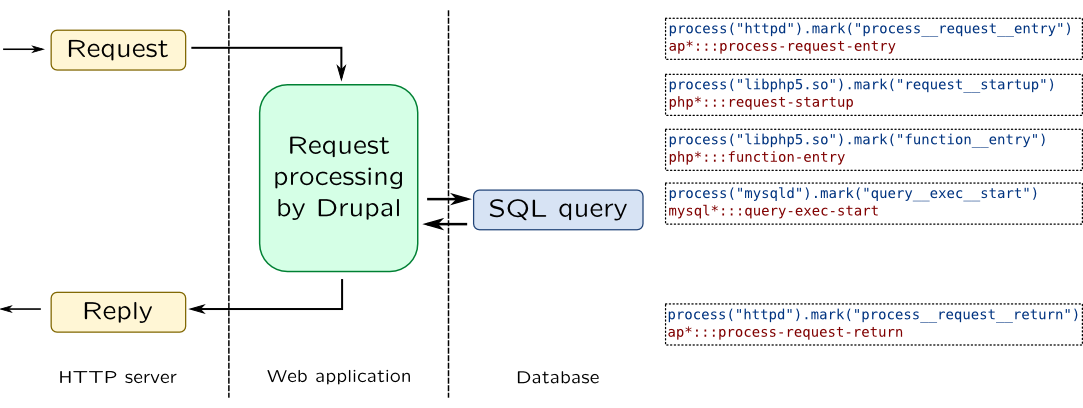 Request
Request
processing
by Drupal
SQL query
Reply
HTTP server
Web application
Database
process("httpd").mark("process__request__entry")
ap*:::process-request-entry
process("libphp5.so").mark("request__startup")
php*:::request-startup
process("libphp5.so").mark("function__entry")
php*:::function-entry
process("mysqld").mark("query__exec__start")
mysql*:::query-exec-start
process("httpd").mark("process__request__return")
ap*:::process-request-return